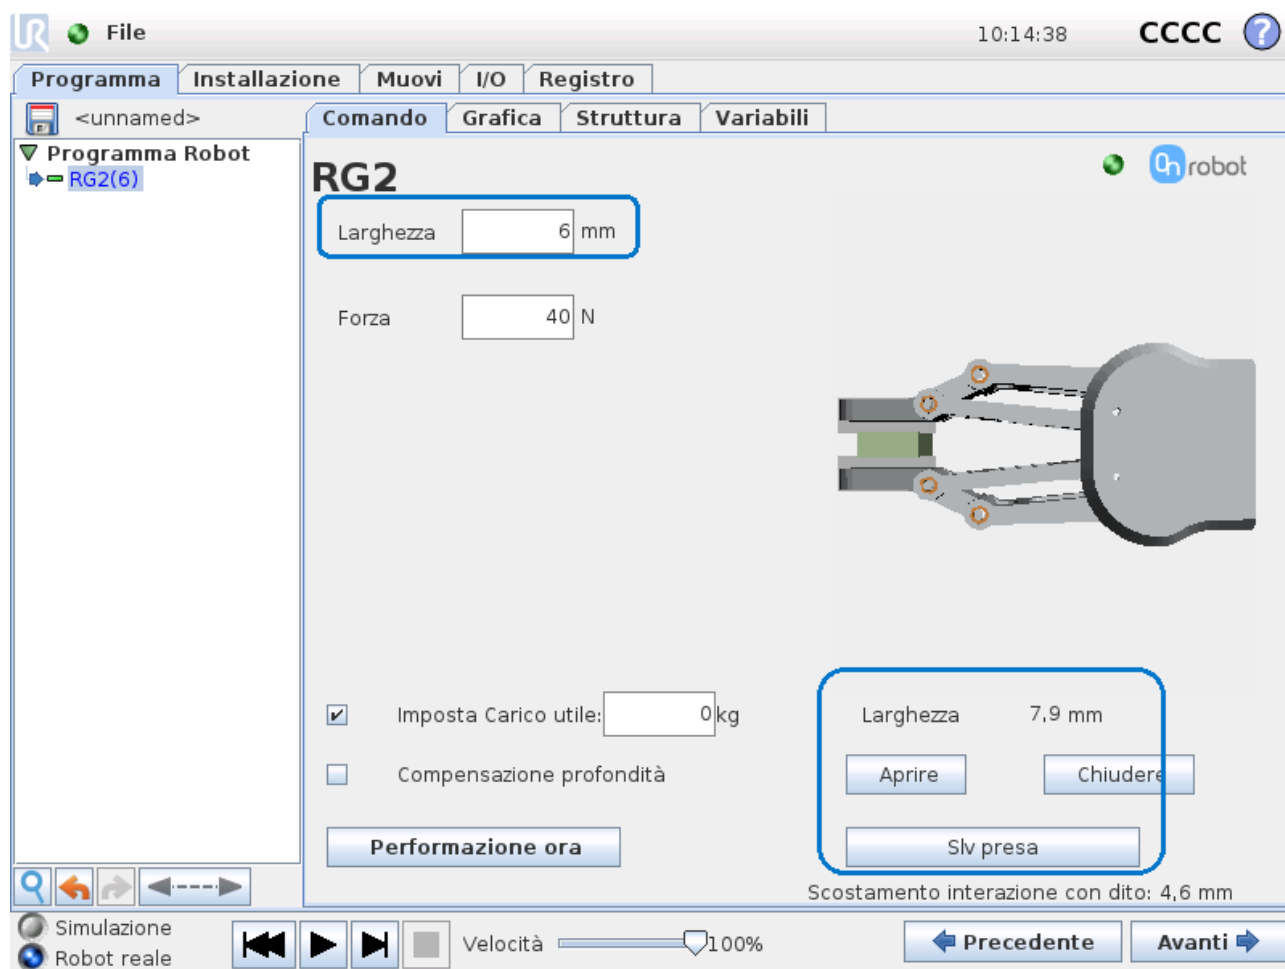 File 10:14:38 CCCC ?
Programma Installazione Muovi I/O Registro
<unnamed> Comando Grafica Struttura Variabili
Programma Robot
RG2(6)
RG2
On robot
Larghezza 6 mm
Forza 40 N
Imposta Carico utile: 0 kg Larghezza 7,9 mm
Compensazione profondità Aprire Chiudere
Performazione ora Slv presa
Scostamento interazione con dito: 4,6 mm
Simulazione
Robot reale
Velocità 100% Precedente Avanti